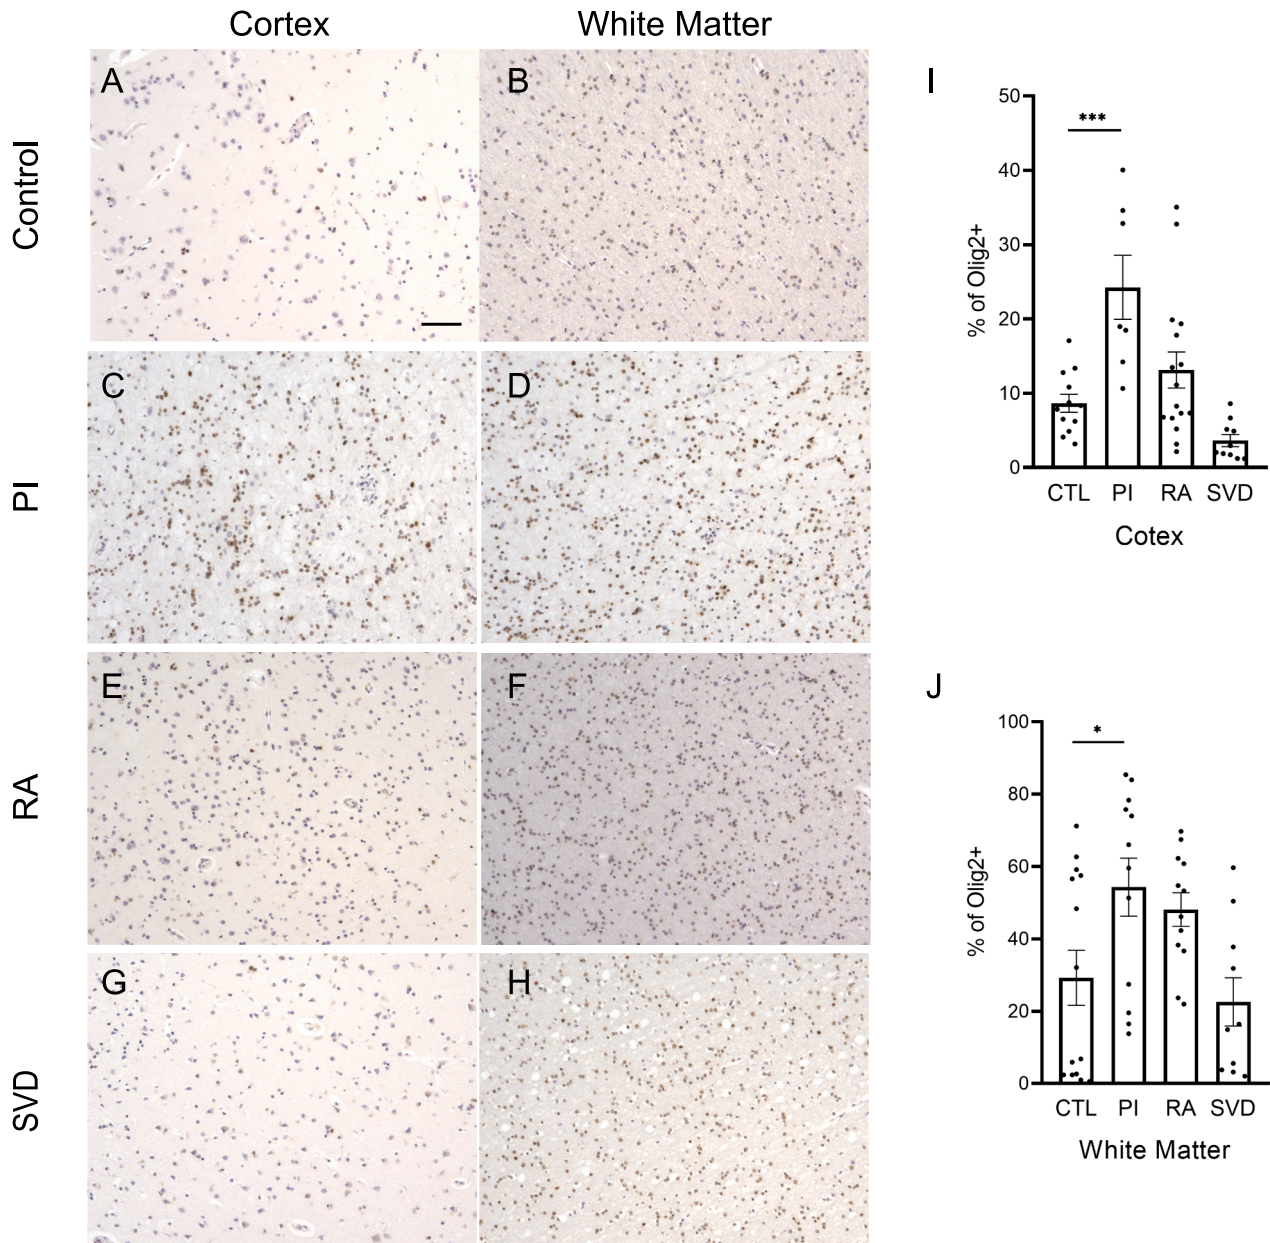 Cortex
White Matter
Control
A
B
PI
C
D
RA
E
F
SVD
G
H
I
50
40
30
20
10
0
% of Olig2+
***
CTL PI RA SVD
Cotex
J
100
80
60
40
20
0
% of Olig2+
*
CTL PI RA SVD
White Matter